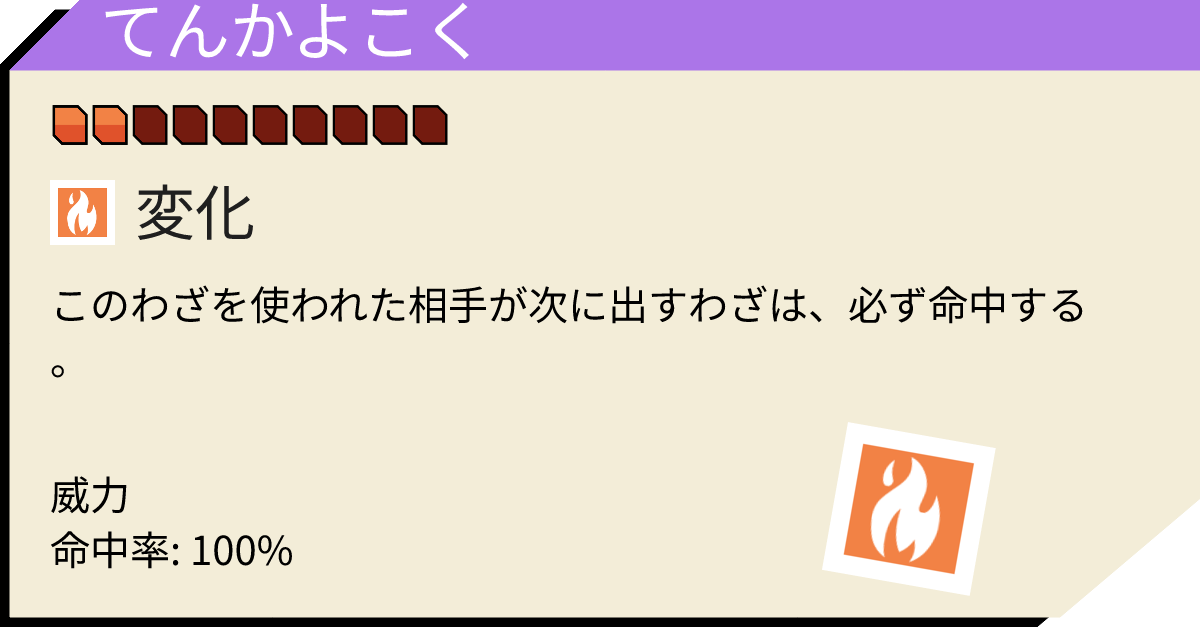 てんかよこく
変化
このわざを使われた相手が次に出すわざは、必ず命中する
。
威力
命中率: 100%